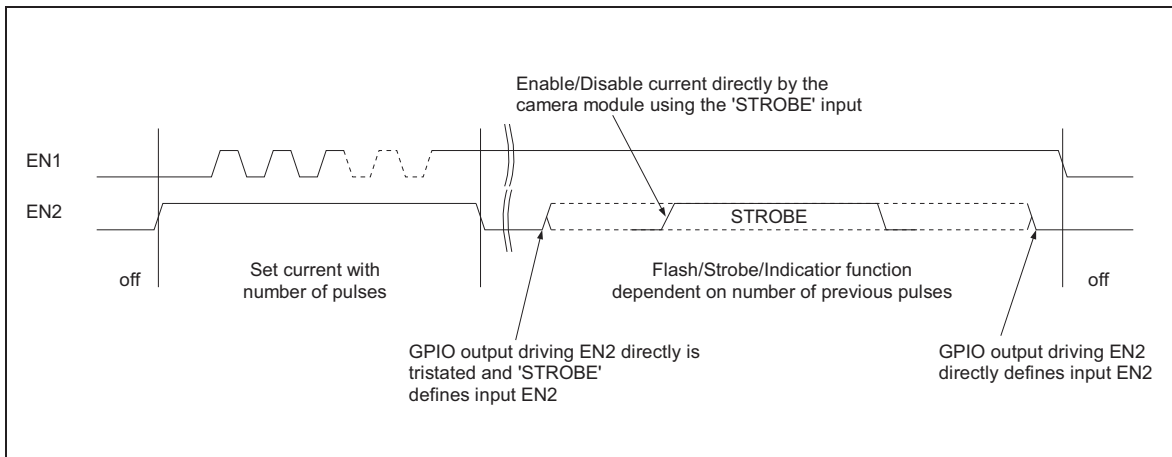 Enable/Disable current directly by the
camera module using the 'STROBE' input
EN1
EN2
STROBE
off
Set current with
number of pulses
Flash/Strobe/Indicatior function
dependent on number of previous pulses
off
GPIO output driving EN2 directly is
tristated and 'STROBE'
defines input EN2
GPIO output driving EN2
directly defines input EN2